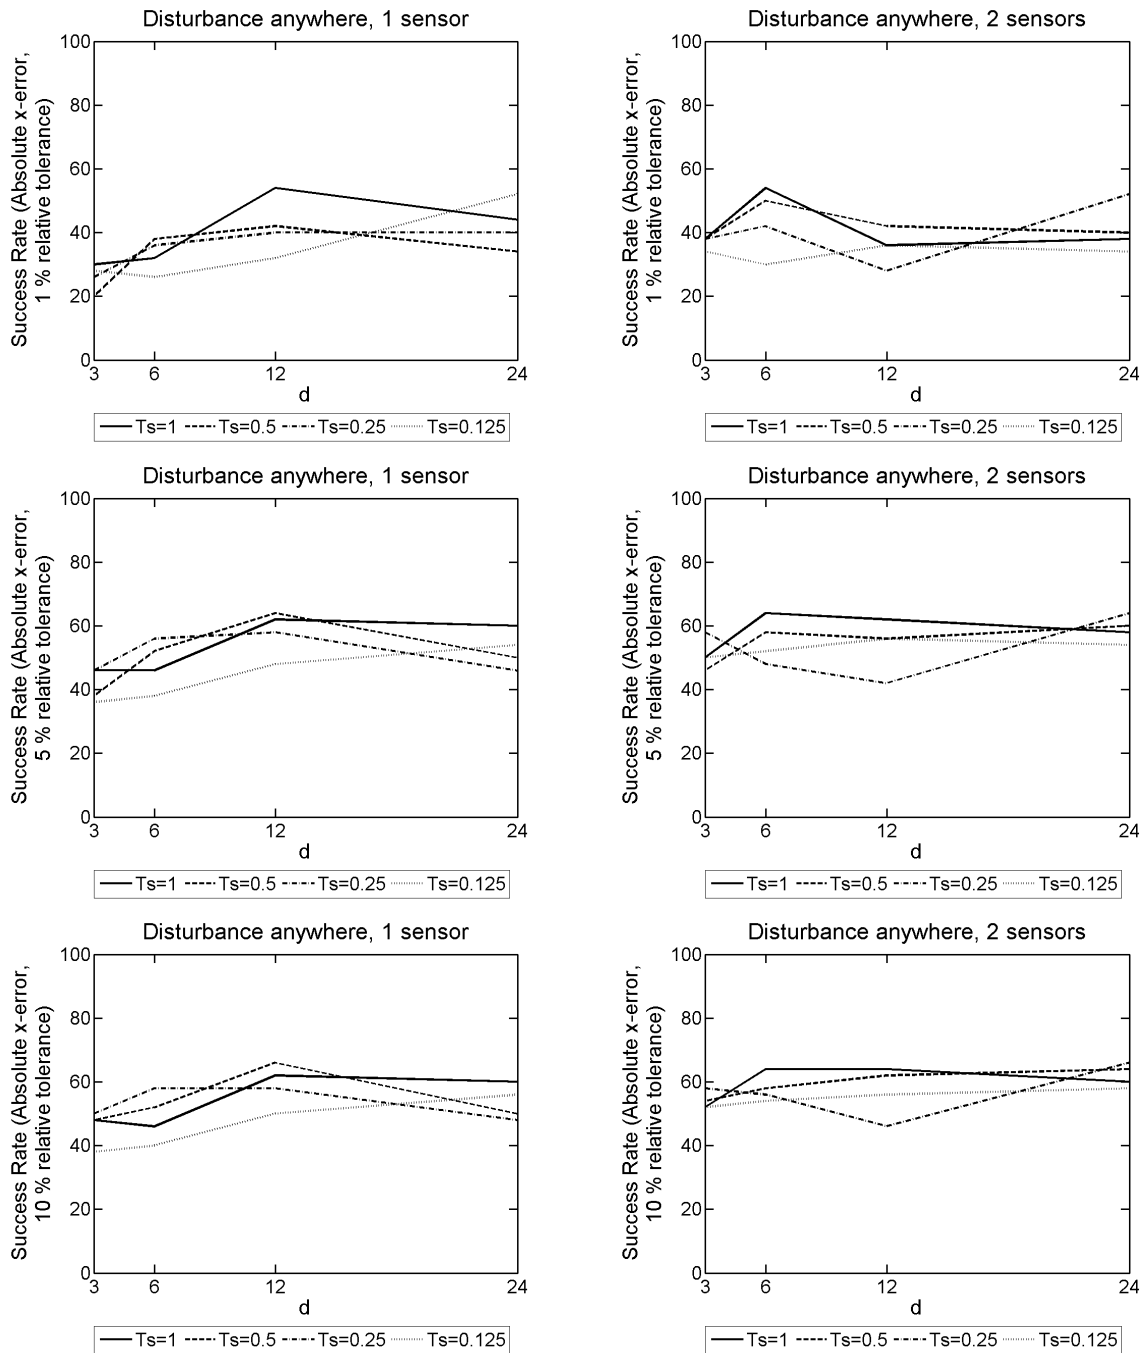 Disturbance anywhere, 1 sensor
Success Rate (Absolute x-error,
1 % relative tolerance)
100
80
60
40
20
0
3 6 12 24
d
Ts=1 Ts=0.5 Ts=0.25 Ts=0.125
Disturbance anywhere, 2 sensors
Success Rate (Absolute x-error,
1 % relative tolerance)
100
80
60
40
20
0
3 6 12 24
d
Ts=1 Ts=0.5 Ts=0.25 Ts=0.125
Disturbance anywhere, 1 sensor
Success Rate (Absolute x-error,
5 % relative tolerance)
100
80
60
40
20
0
3 6 12 24
d
Ts=1 Ts=0.5 Ts=0.25 Ts=0.125
Disturbance anywhere, 2 sensors
Success Rate (Absolute x-error,
5 % relative tolerance)
100
80
60
40
20
0
3 6 12 24
d
Ts=1 Ts=0.5 Ts=0.25 Ts=0.125
Disturbance anywhere, 1 sensor
Success Rate (Absolute x-error,
10 % relative tolerance)
100
80
60
40
20
0
3 6 12 24
d
Ts=1 Ts=0.5 Ts=0.25 Ts=0.125
Disturbance anywhere, 2 sensors
Success Rate (Absolute x-error,
10 % relative tolerance)
100
80
60
40
20
0
3 6 12 24
d
Ts=1 Ts=0.5 Ts=0.25 Ts=0.125